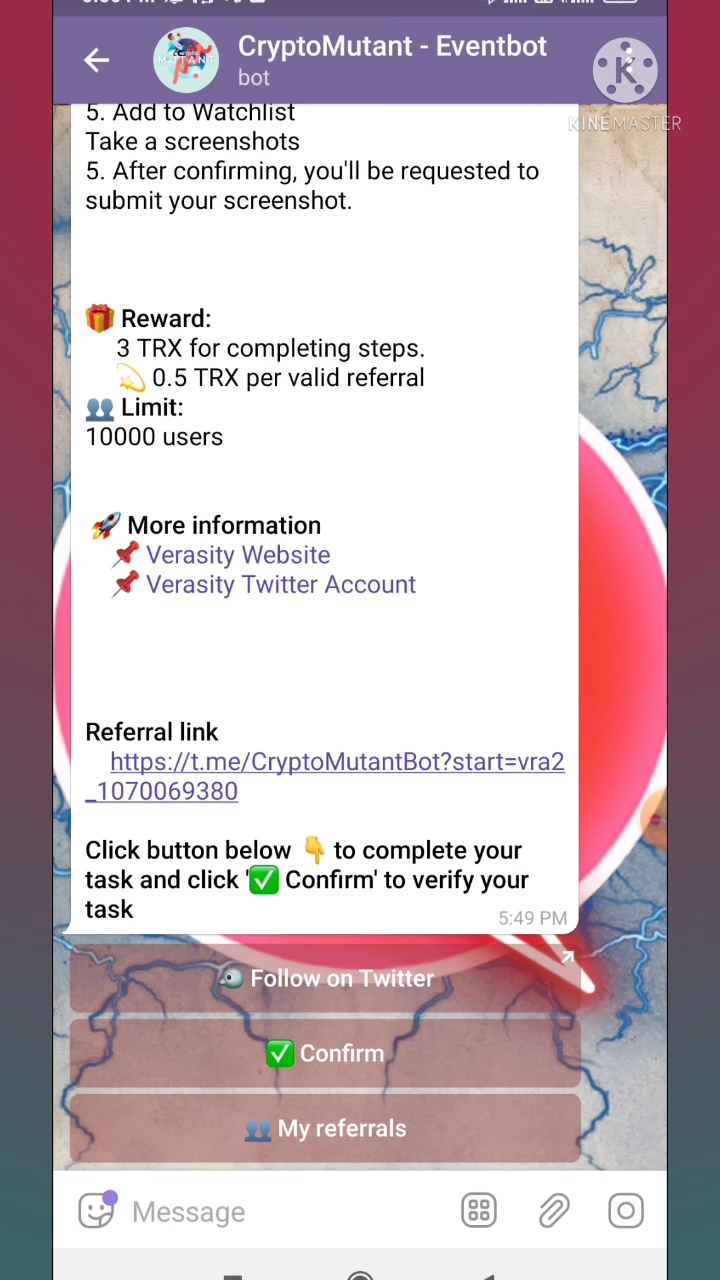 CryptoMutant - Eventbot
bot
MUTANT
K
KINEMASTER
5. Add to Watchlist
Take a screenshots
5. After confirming, you'll be requested to
submit your screenshot.
🎁 Reward:
3 TRX for completing steps.
💫 0.5 TRX per valid referral
👥 Limit:
10000 users
🚀 More information
📌 Verasity Website
📌 Verasity Twitter Account
Referral link
https://t.me/CryptoMutantBot?start=vra2
_1070069380
Click button below 👇 to complete your
task and click '✅ Confirm' to verify your
task
5:49 PM
Follow on Twitter
✅ Confirm
👥 My referrals
Message